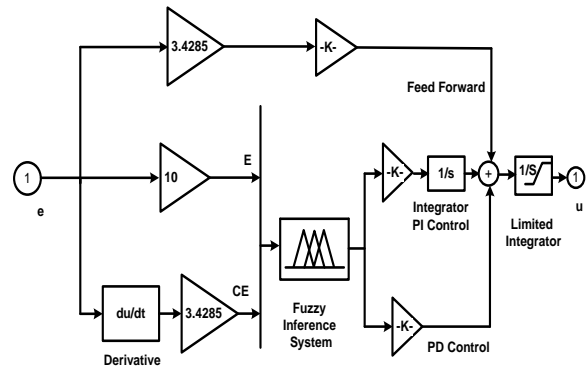 3.4285
-K-
Feed Forward
1
e
10
E
-K-
1/s
+
1/S
1
u
Integrator
PI Control
Limited
Integrator
du/dt
3.4285
CE
Fuzzy
Inference
System
-K-
PD Control
Derivative